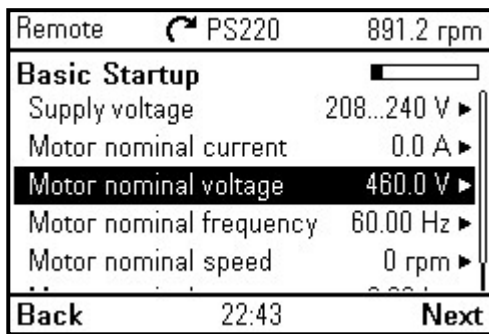 Remote PS220 891.2 rpm
Basic Startup
Supply voltage 208...240 V
Motor nominal current 0.0 A
Motor nominal voltage 460.0 V
Motor nominal frequency 60.00 Hz
Motor nominal speed 0 rpm
Back 22:43 Next